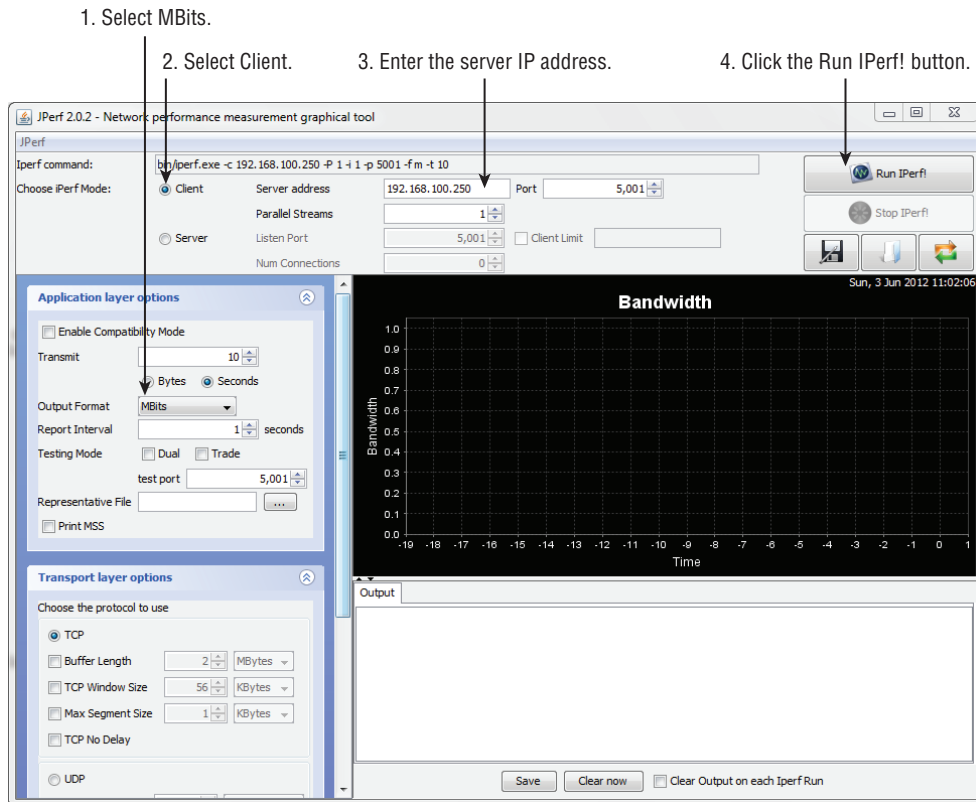 1. Select MBits.
2. Select Client.
3. Enter the server IP address.
4. Click the Run IPerf! button.
JPerf 2.0.2 - Network performance measurement graphical tool
JPerf
Iperf command:
bin/iperf.exe -c 192.168.100.250 -P 1 -i 1 -p 5001 -f m -t 10
Choose iPerf Mode:
Client
Server address
192.168.100.250
Port
5,001
Parallel Streams
1
Server
Listen Port
5,001
Client Limit
Num Connections
0
Run IPerf!
Stop IPerf!
Application layer options
Enable Compatibility Mode
Transmit
10
Bytes
Seconds
Output Format
MBits
Report Interval
1
seconds
Testing Mode
Dual
Trade
test port
5,001
Representative File
...
Print MSS
Transport layer options
Choose the protocol to use
TCP
Buffer Length
2
MBytes
TCP Window Size
56
KBytes
Max Segment Size
1
KBytes
TCP No Delay
UDP
Sun, 3 Jun 2012 11:02:06
Bandwidth
Bandwidth
1.0
0.9
0.8
0.7
0.6
0.5
0.4
0.3
0.2
0.1
0.0
-19 -18 -17 -16 -15 -14 -13 -12 -11 -10 -9 -8 -7 -6 -5 -4 -3 -2 -1 0 1
Time
Output
Save
Clear now
Clear Output on each Iperf Run